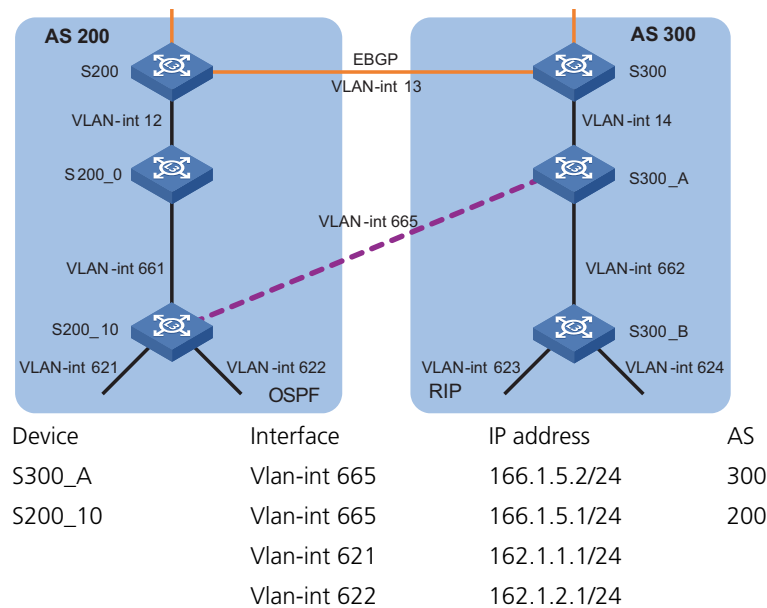 AS 200
AS 300
EBGP
S200
S300
VLAN-int 13
VLAN-int 12
VLAN-int 14
S200_0
S300_A
VLAN-int 665
VLAN-int 661
VLAN-int 662
S200_10
S300_B
VLAN-int 621
VLAN-int 622
VLAN-int 623
VLAN-int 624
OSPF
RIP
Device Interface IP address AS
S300_A Vlan-int 665 166.1.5.2/24 300
S200_10 Vlan-int 665 166.1.5.1/24 200
Vlan-int 621 162.1.1.1/24
Vlan-int 622 162.1.2.1/24